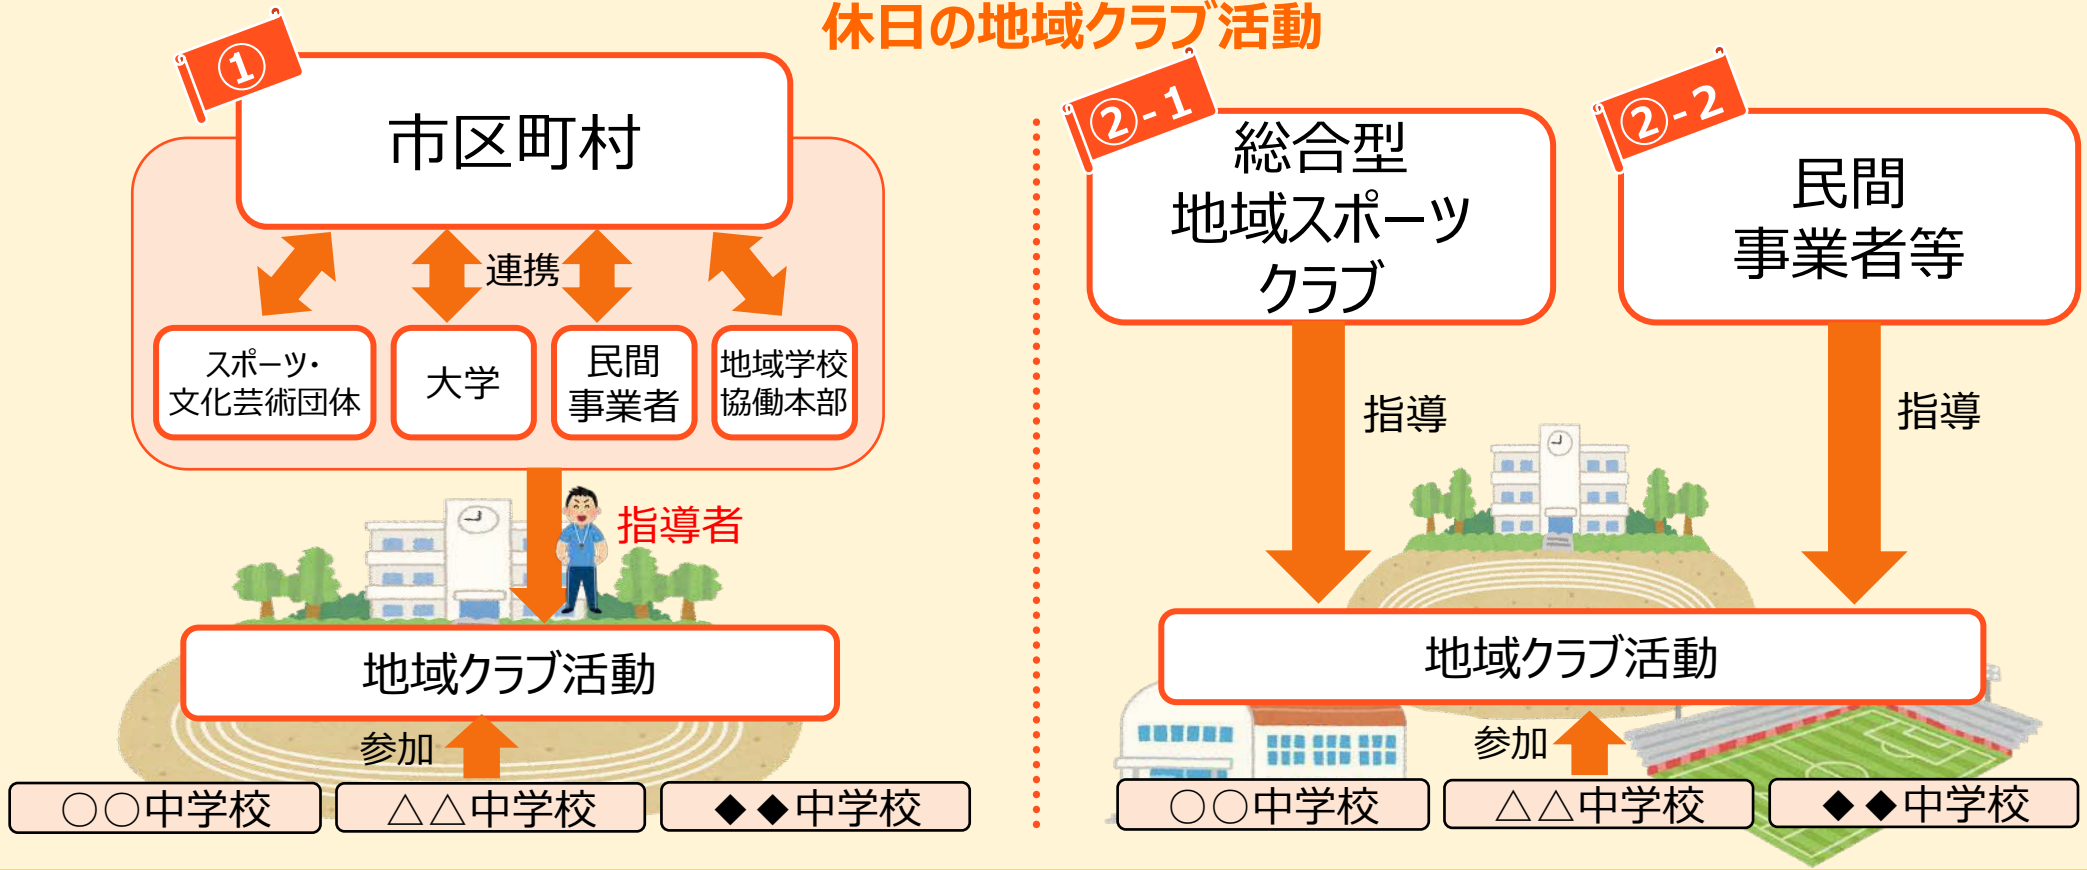 休日の地域クラブ活動
①
市区町村
連携
スポーツ・
文化芸術団体
大学
民間
事業者
地域学校
協働本部
指導者
地域クラブ活動
参加
○○中学校
△△中学校
◆◆中学校
②-1
総合型
地域スポーツ
クラブ
指導
②-2
民間
事業者等
指導
地域クラブ活動
参加
○○中学校
△△中学校
◆◆中学校